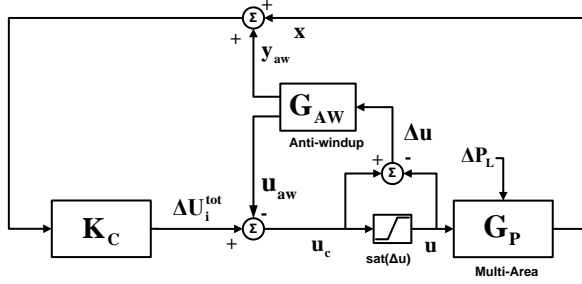 Σ
+
+
x
y_aw
G_AW
Anti-windup
Δu
ΔP_L
+
-
Σ
u_aw
ΔU_i^tot
-
K_C
+
Σ
u_c
sat(Δu)
u
G_P
Multi-Area